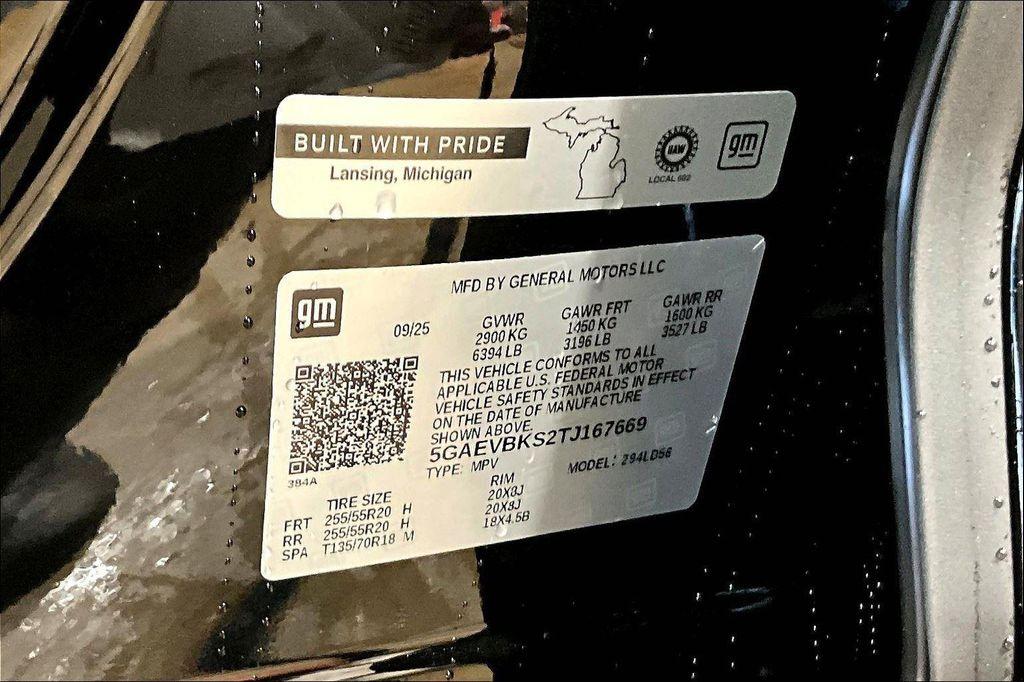 BUILT WITH PRIDE
Lansing, Michigan
UAW
LOCAL 602
gm
gm
MFD BY GENERAL MOTORS LLC
09/25
GVWR GAWR FRT GAWR RR
2900 KG 1450 KG 1600 KG
6394 LB 3196 LB 3527 LB
THIS VEHICLE CONFORMS TO ALL
APPLICABLE U.S. FEDERAL MOTOR
VEHICLE SAFETY STANDARDS IN EFFECT
ON THE DATE OF MANUFACTURE
SHOWN ABOVE.
5GAEVBKS2TJ167669
TYPE: MPV MODEL: 294LD56
384A
TIRE SIZE RIM
FRT 255/55R20 H 20X8J
RR 255/55R20 H 20X8J
SPA T135/70R18 M 18X4.5B